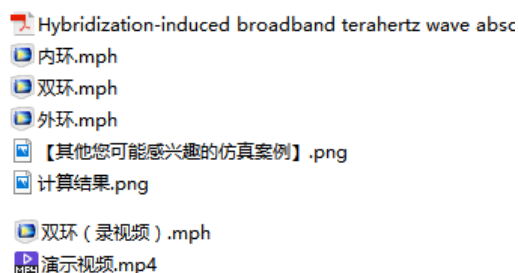 Hybridization-induced broadband terahertz wave absc
内环.mph
双环.mph
外环.mph
【其他您可能感兴趣的仿真案例】.png
计算结果.png
双环（录视频）.mph
演示视频.mp4